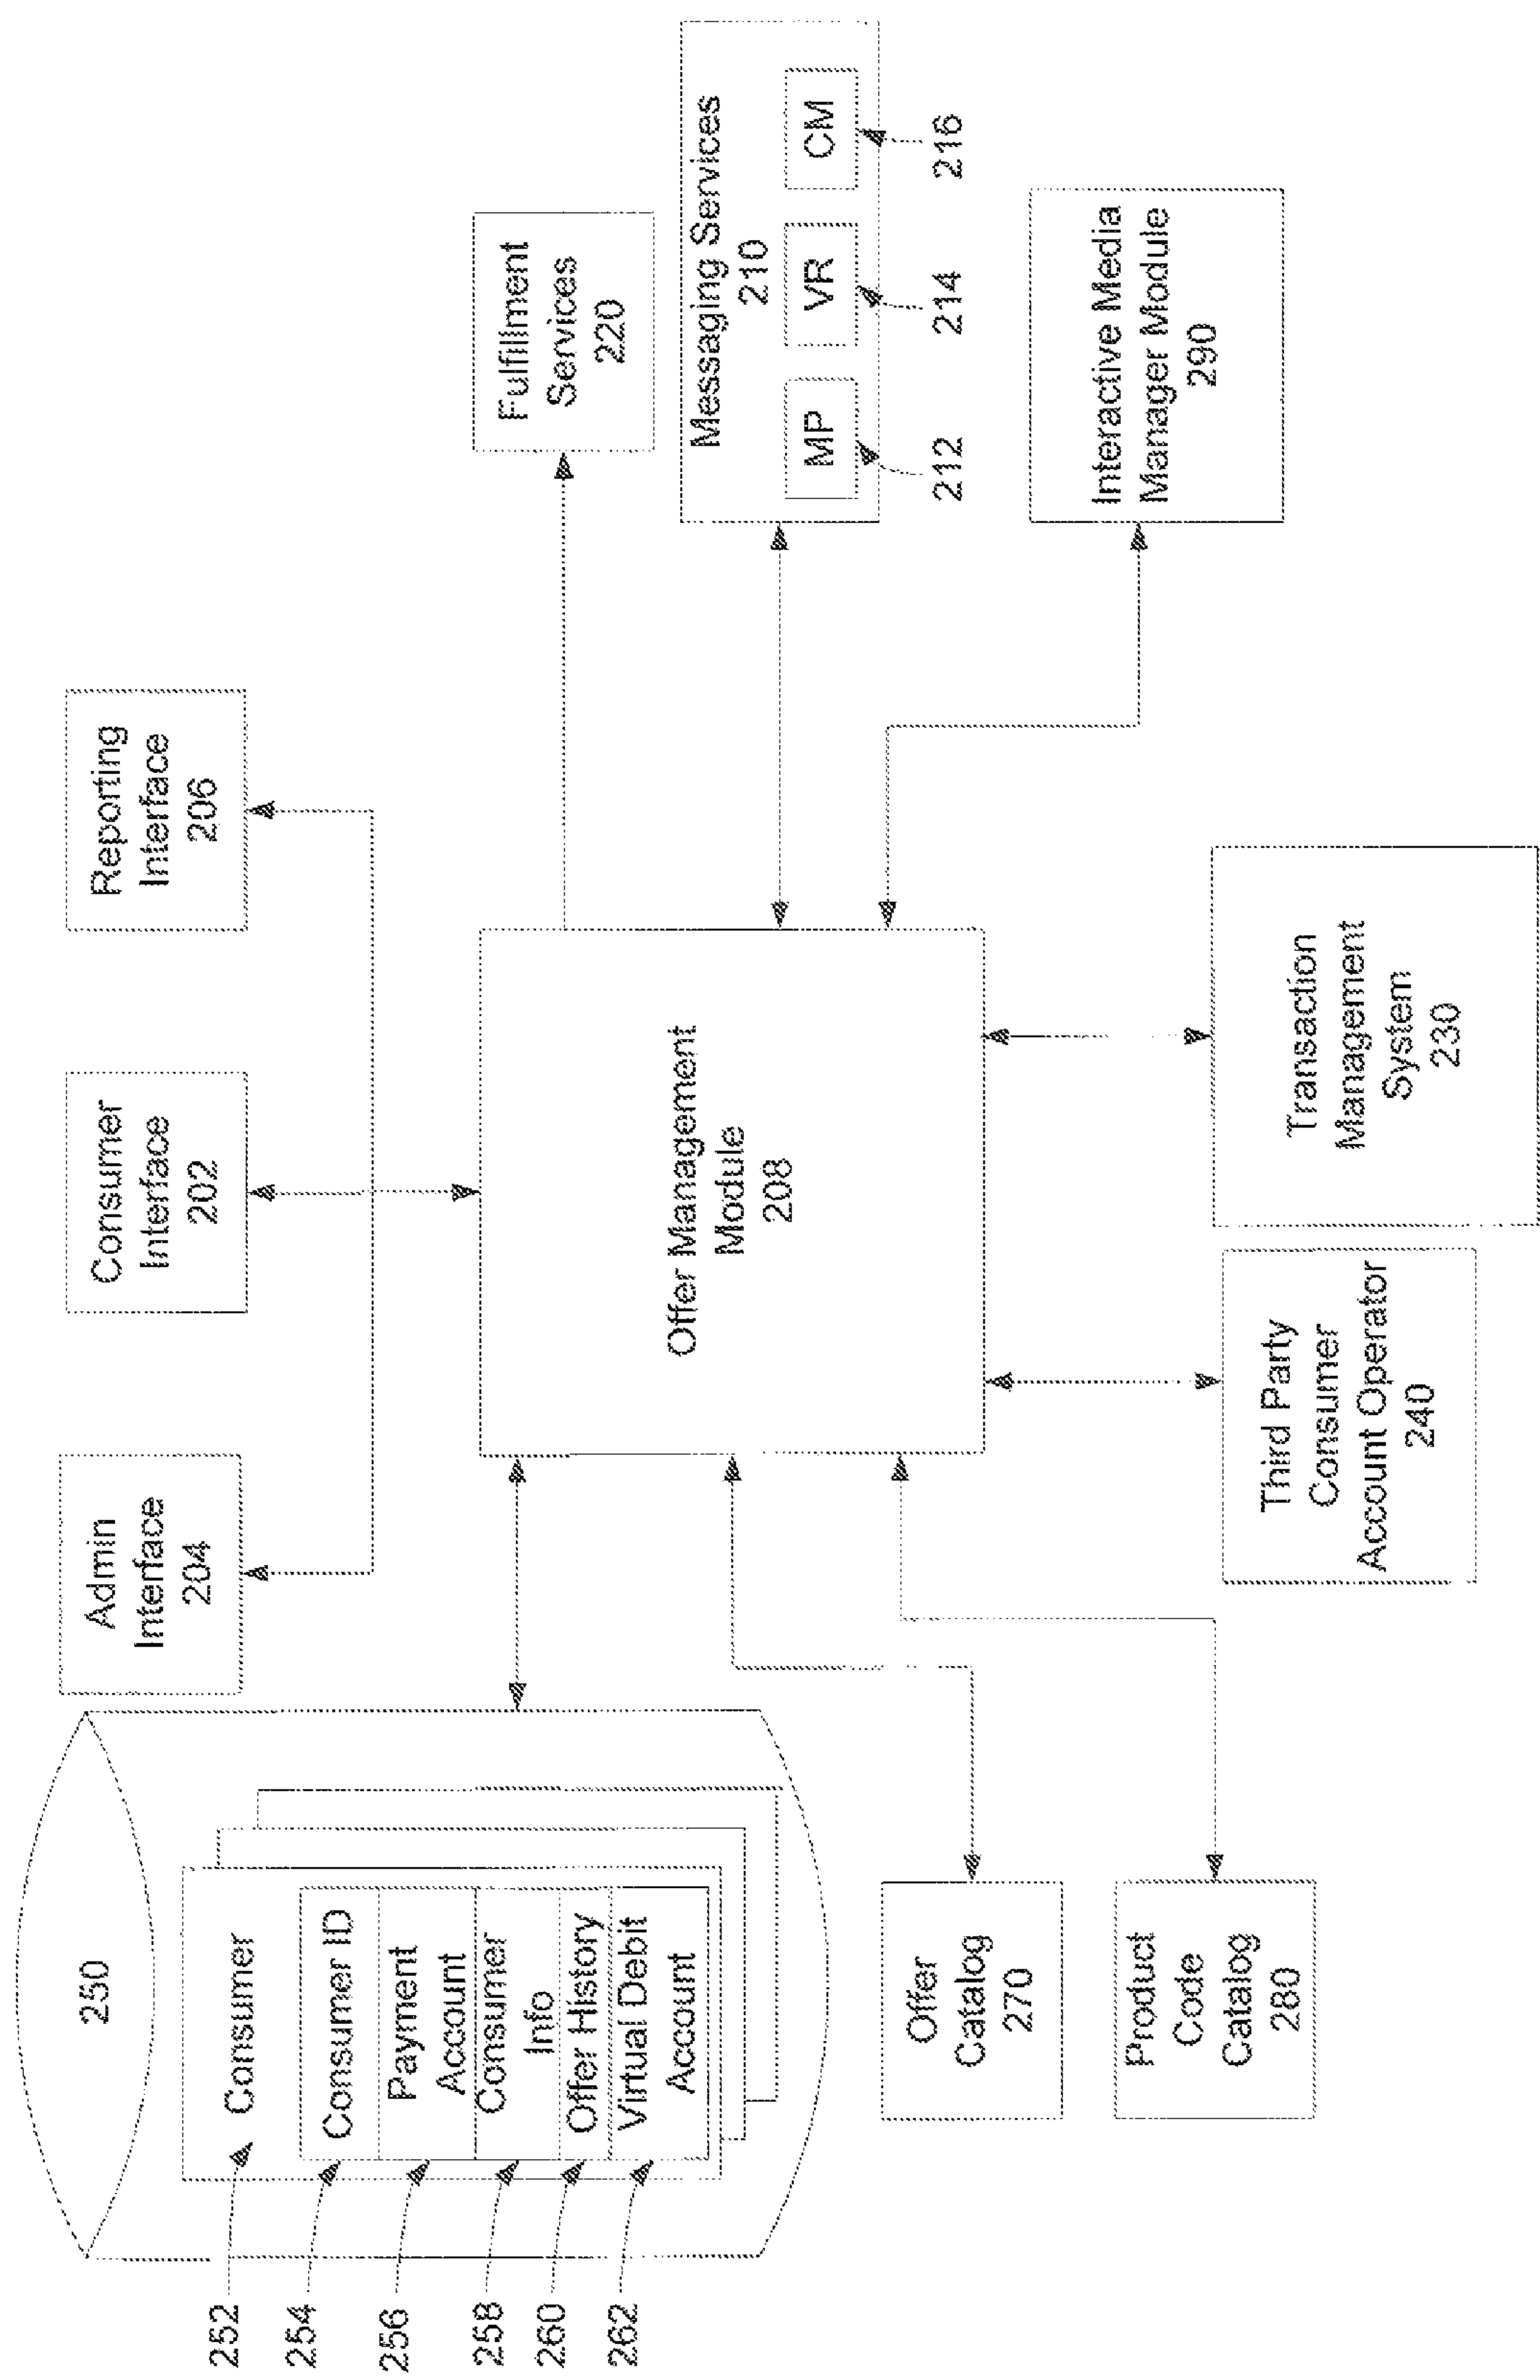 250
Consumer
Consumer ID
Payment
Account
Consumer
Info
Offer History
Virtual Debit
Account
252
254
256
258
260
262
Admin
Interface
204
Consumer
Interface
202
Reporting
Interface
206
Offer Management
Module
208
Fulfillment
Services
220
Messaging Services
210
MP
VR
CM
212
214
216
Interactive Media
Manager Module
290
Offer
Catalog
270
Product
Code
Catalog
280
Third Party
Consumer
Account Operator
240
Transaction
Management
System
230